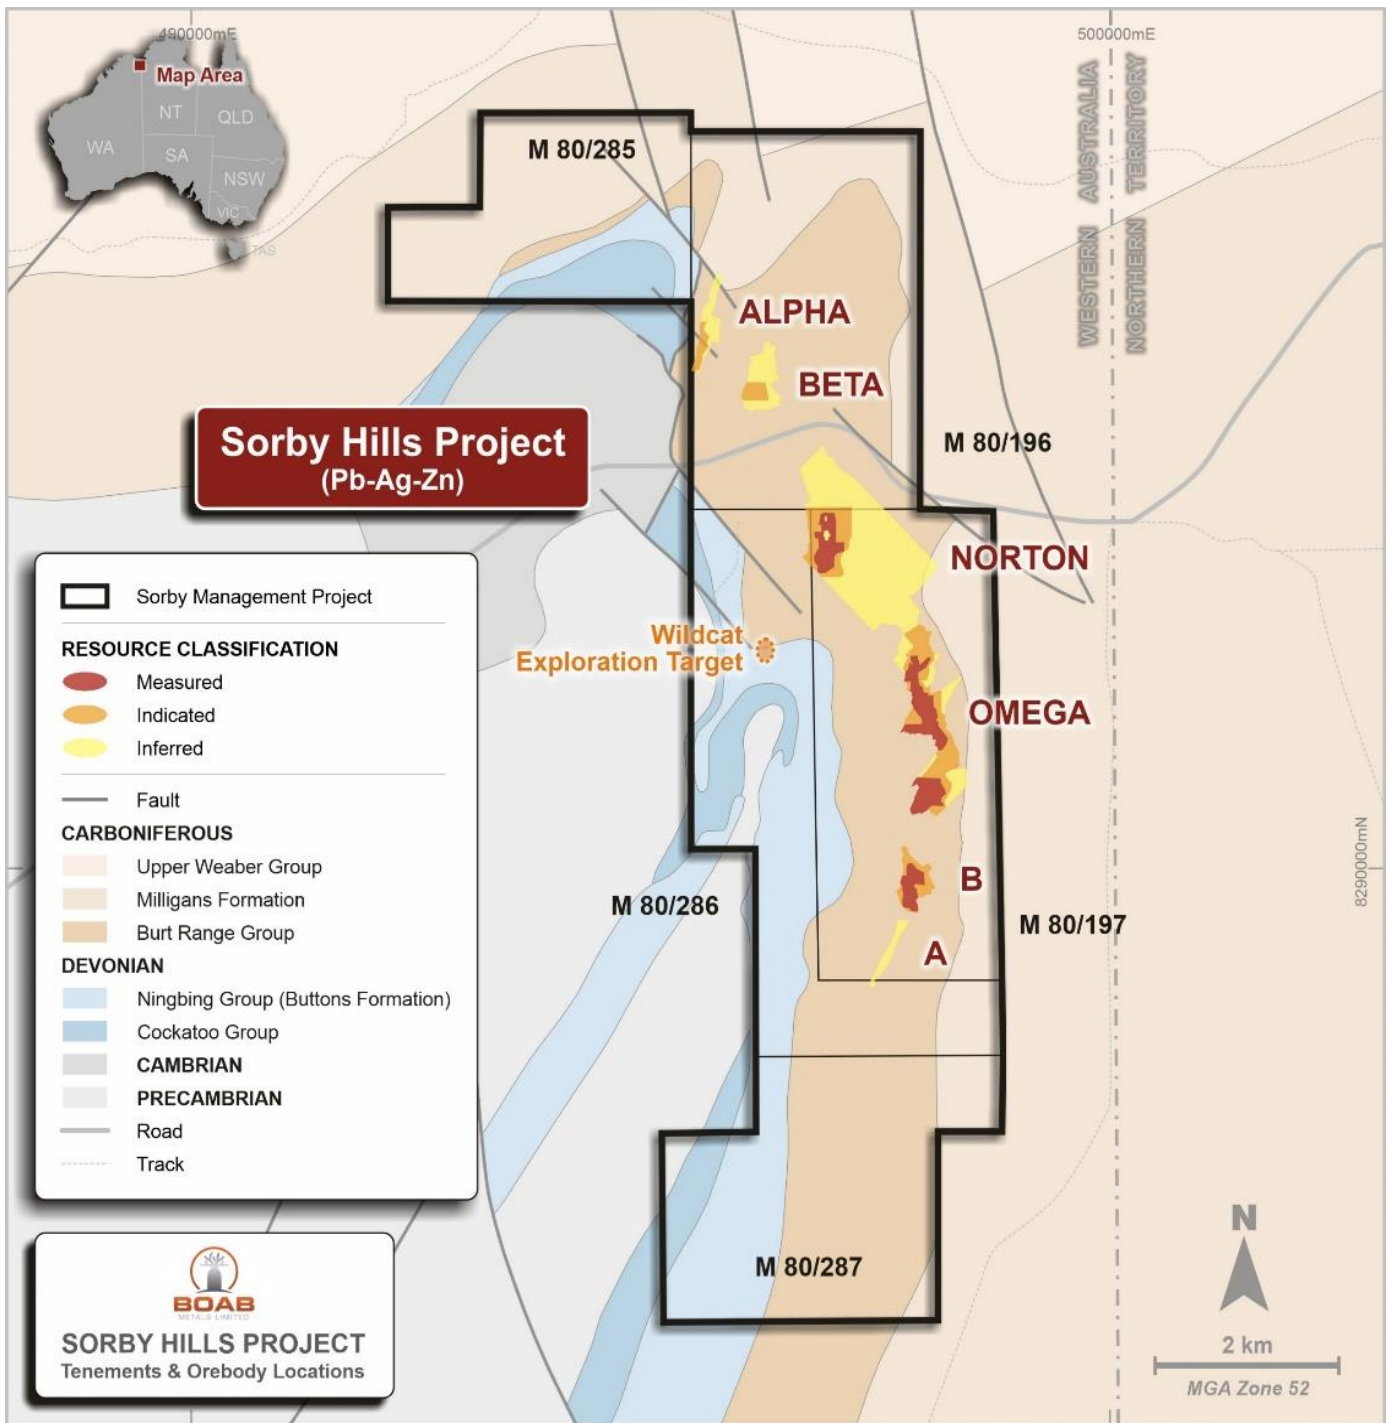 490000mE
500000mE
Map Area
NT
QLD
WA
SA
NSW
VIC
TAS
WESTERN AUSTRALIA
NORTHERN TERRITORY
M 80/285
ALPHA
BETA
Sorby Hills Project
(Pb-Ag-Zn)
M 80/196
NORTON
Wildcat
Exploration Target
OMEGA
B
M 80/286
M 80/197
A
8290000mN
M 80/287
Sorby Management Project
RESOURCE CLASSIFICATION
Measured
Indicated
Inferred
Fault
CARBONIFEROUS
Upper Weaber Group
Milligans Formation
Burt Range Group
DEVONIAN
Ningbing Group (Buttons Formation)
Cockatoo Group
CAMBRIAN
PRECAMBRIAN
Road
Track
BOAB
METALS LIMITED
SORBY HILLS PROJECT
Tenements & Orebody Locations
N
2 km
MGA Zone 52